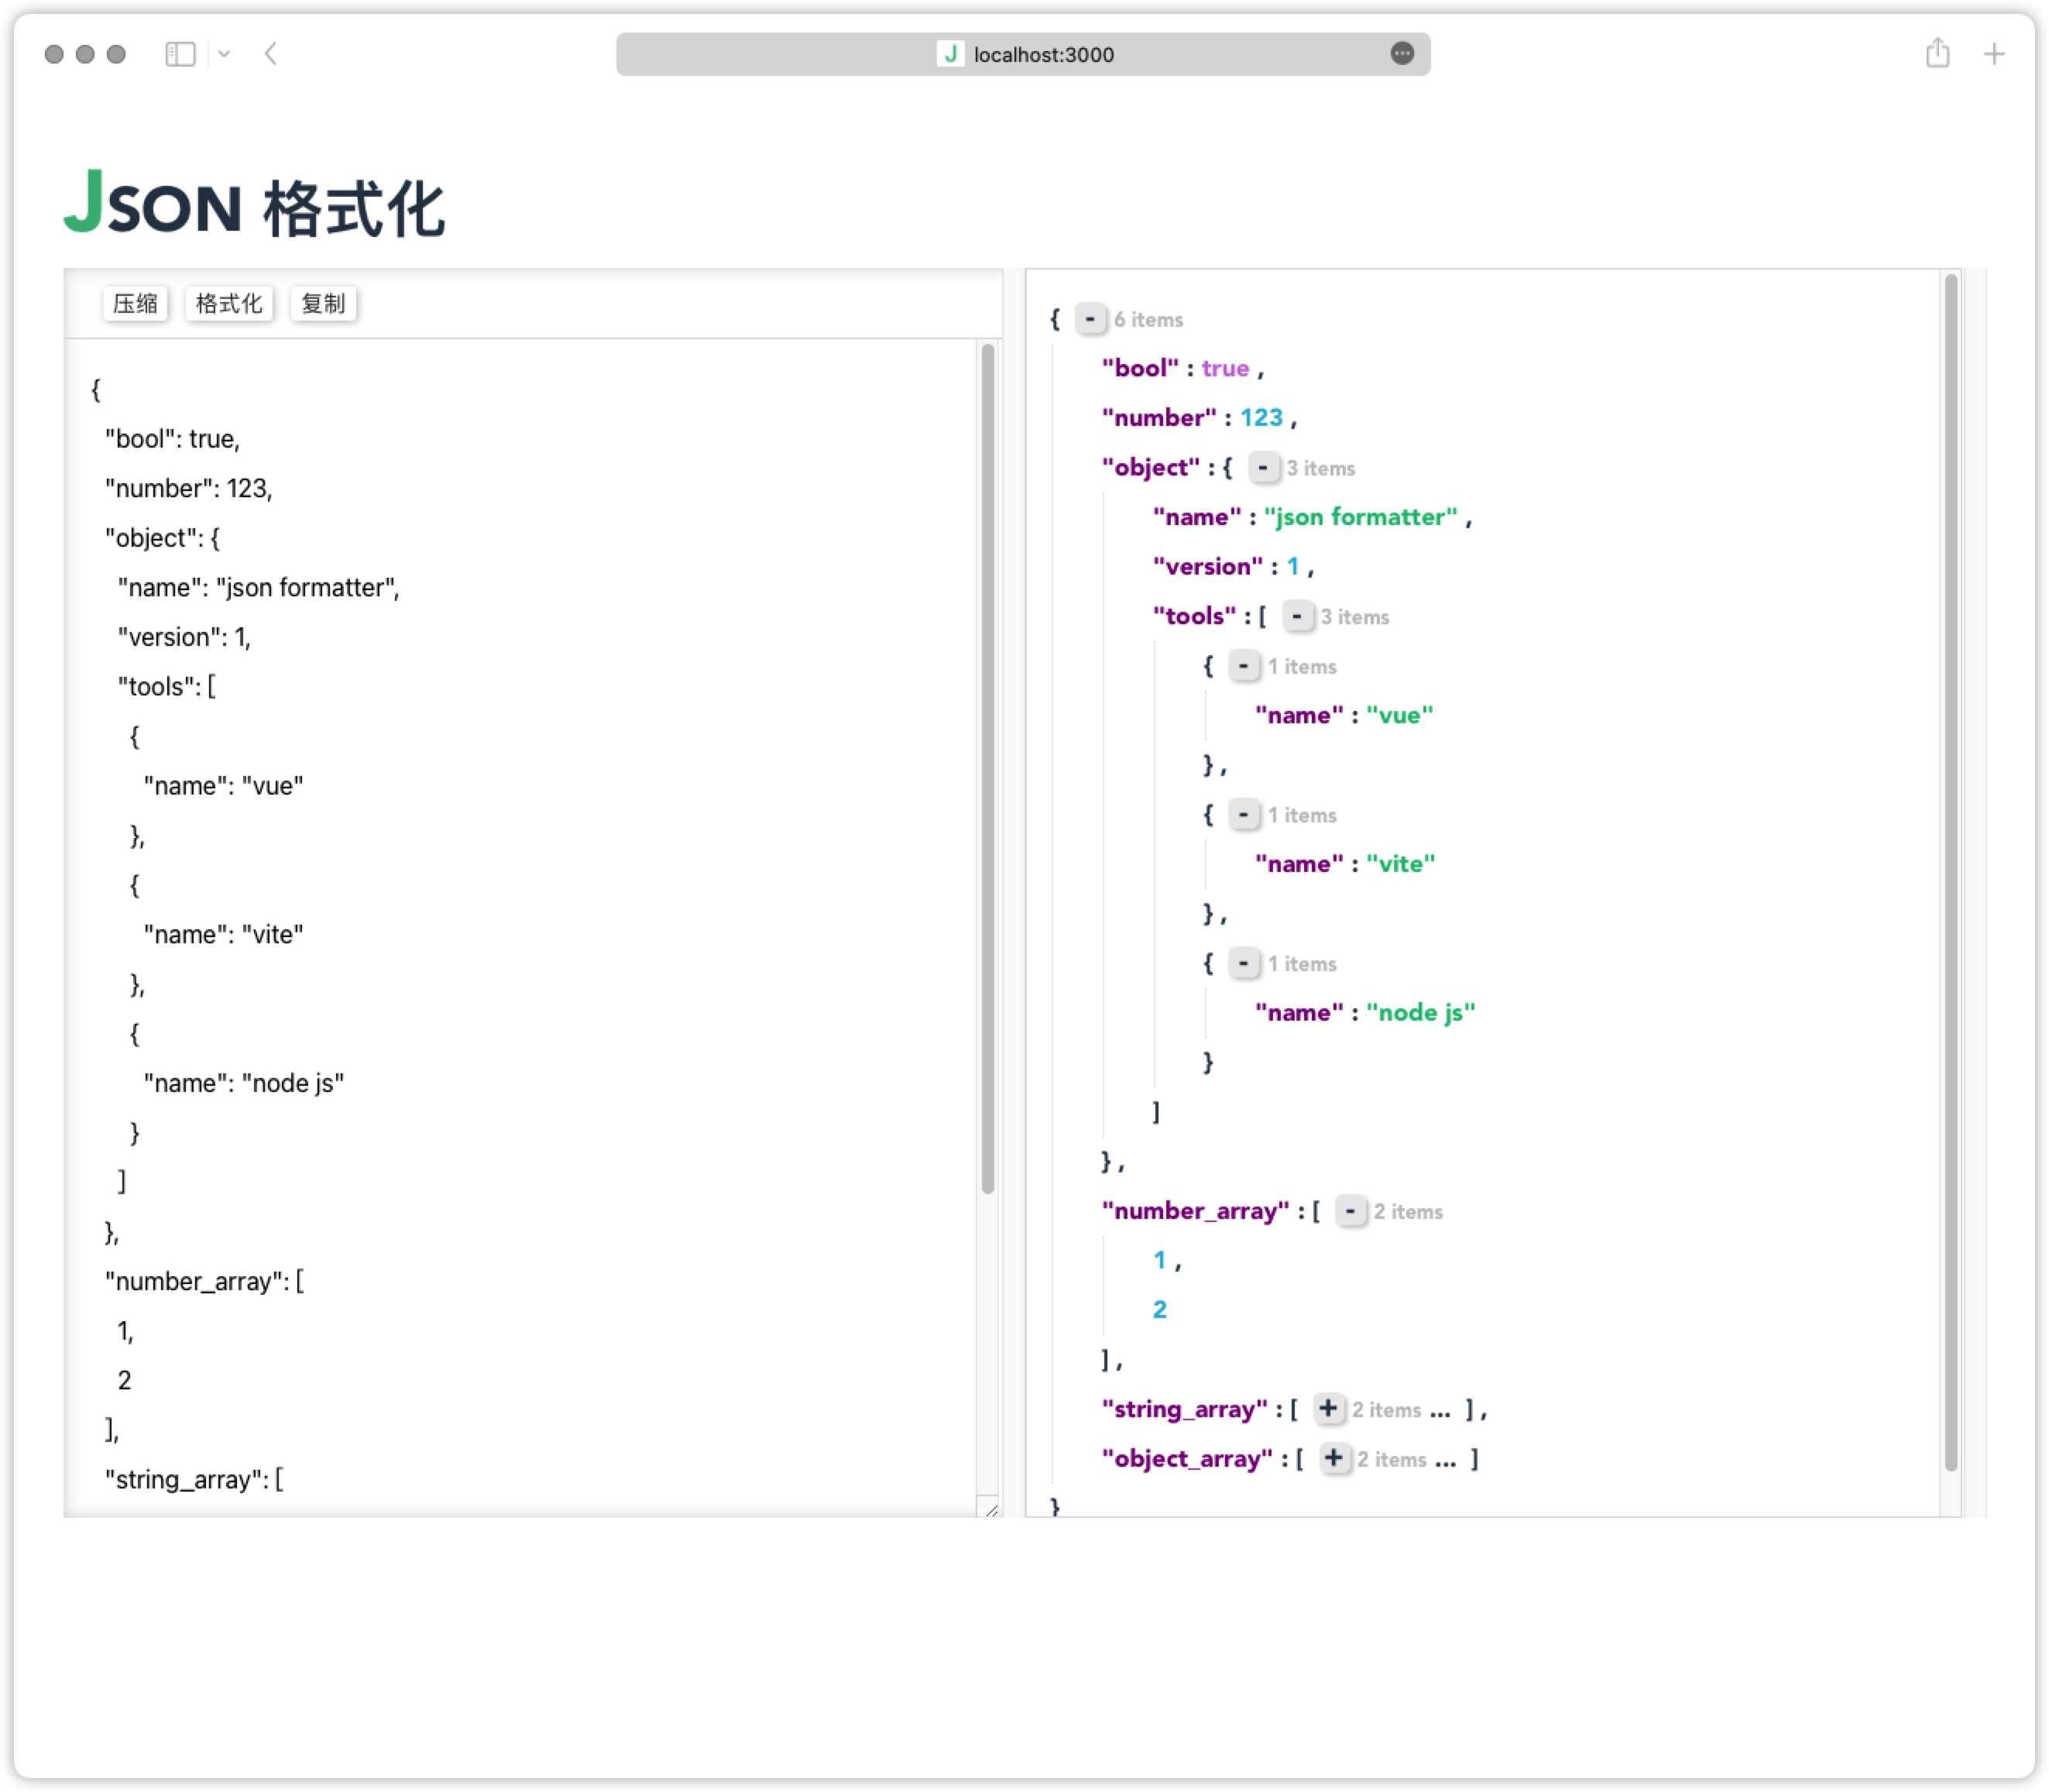 J localhost:3000
JSON 格式化
压缩 格式化 复制
{
"bool": true,
"number": 123,
"object": {
"name": "json formatter",
"version": 1,
"tools": [
{
"name": "vue"
},
{
"name": "vite"
},
{
"name": "node js"
}
]
},
"number_array": [
1,
2
],
"string_array": [
{ - 6 items
"bool" : true ,
"number" : 123 ,
"object" : { - 3 items
"name" : "json formatter" ,
"version" : 1 ,
"tools" : [ - 3 items
{ - 1 items
"name" : "vue"
} ,
{ - 1 items
"name" : "vite"
} ,
{ - 1 items
"name" : "node js"
}
]
} ,
"number_array" : [ - 2 items
1 ,
2
] ,
"string_array" : [ + 2 items ... ] ,
"object_array" : [ + 2 items ... ]
}